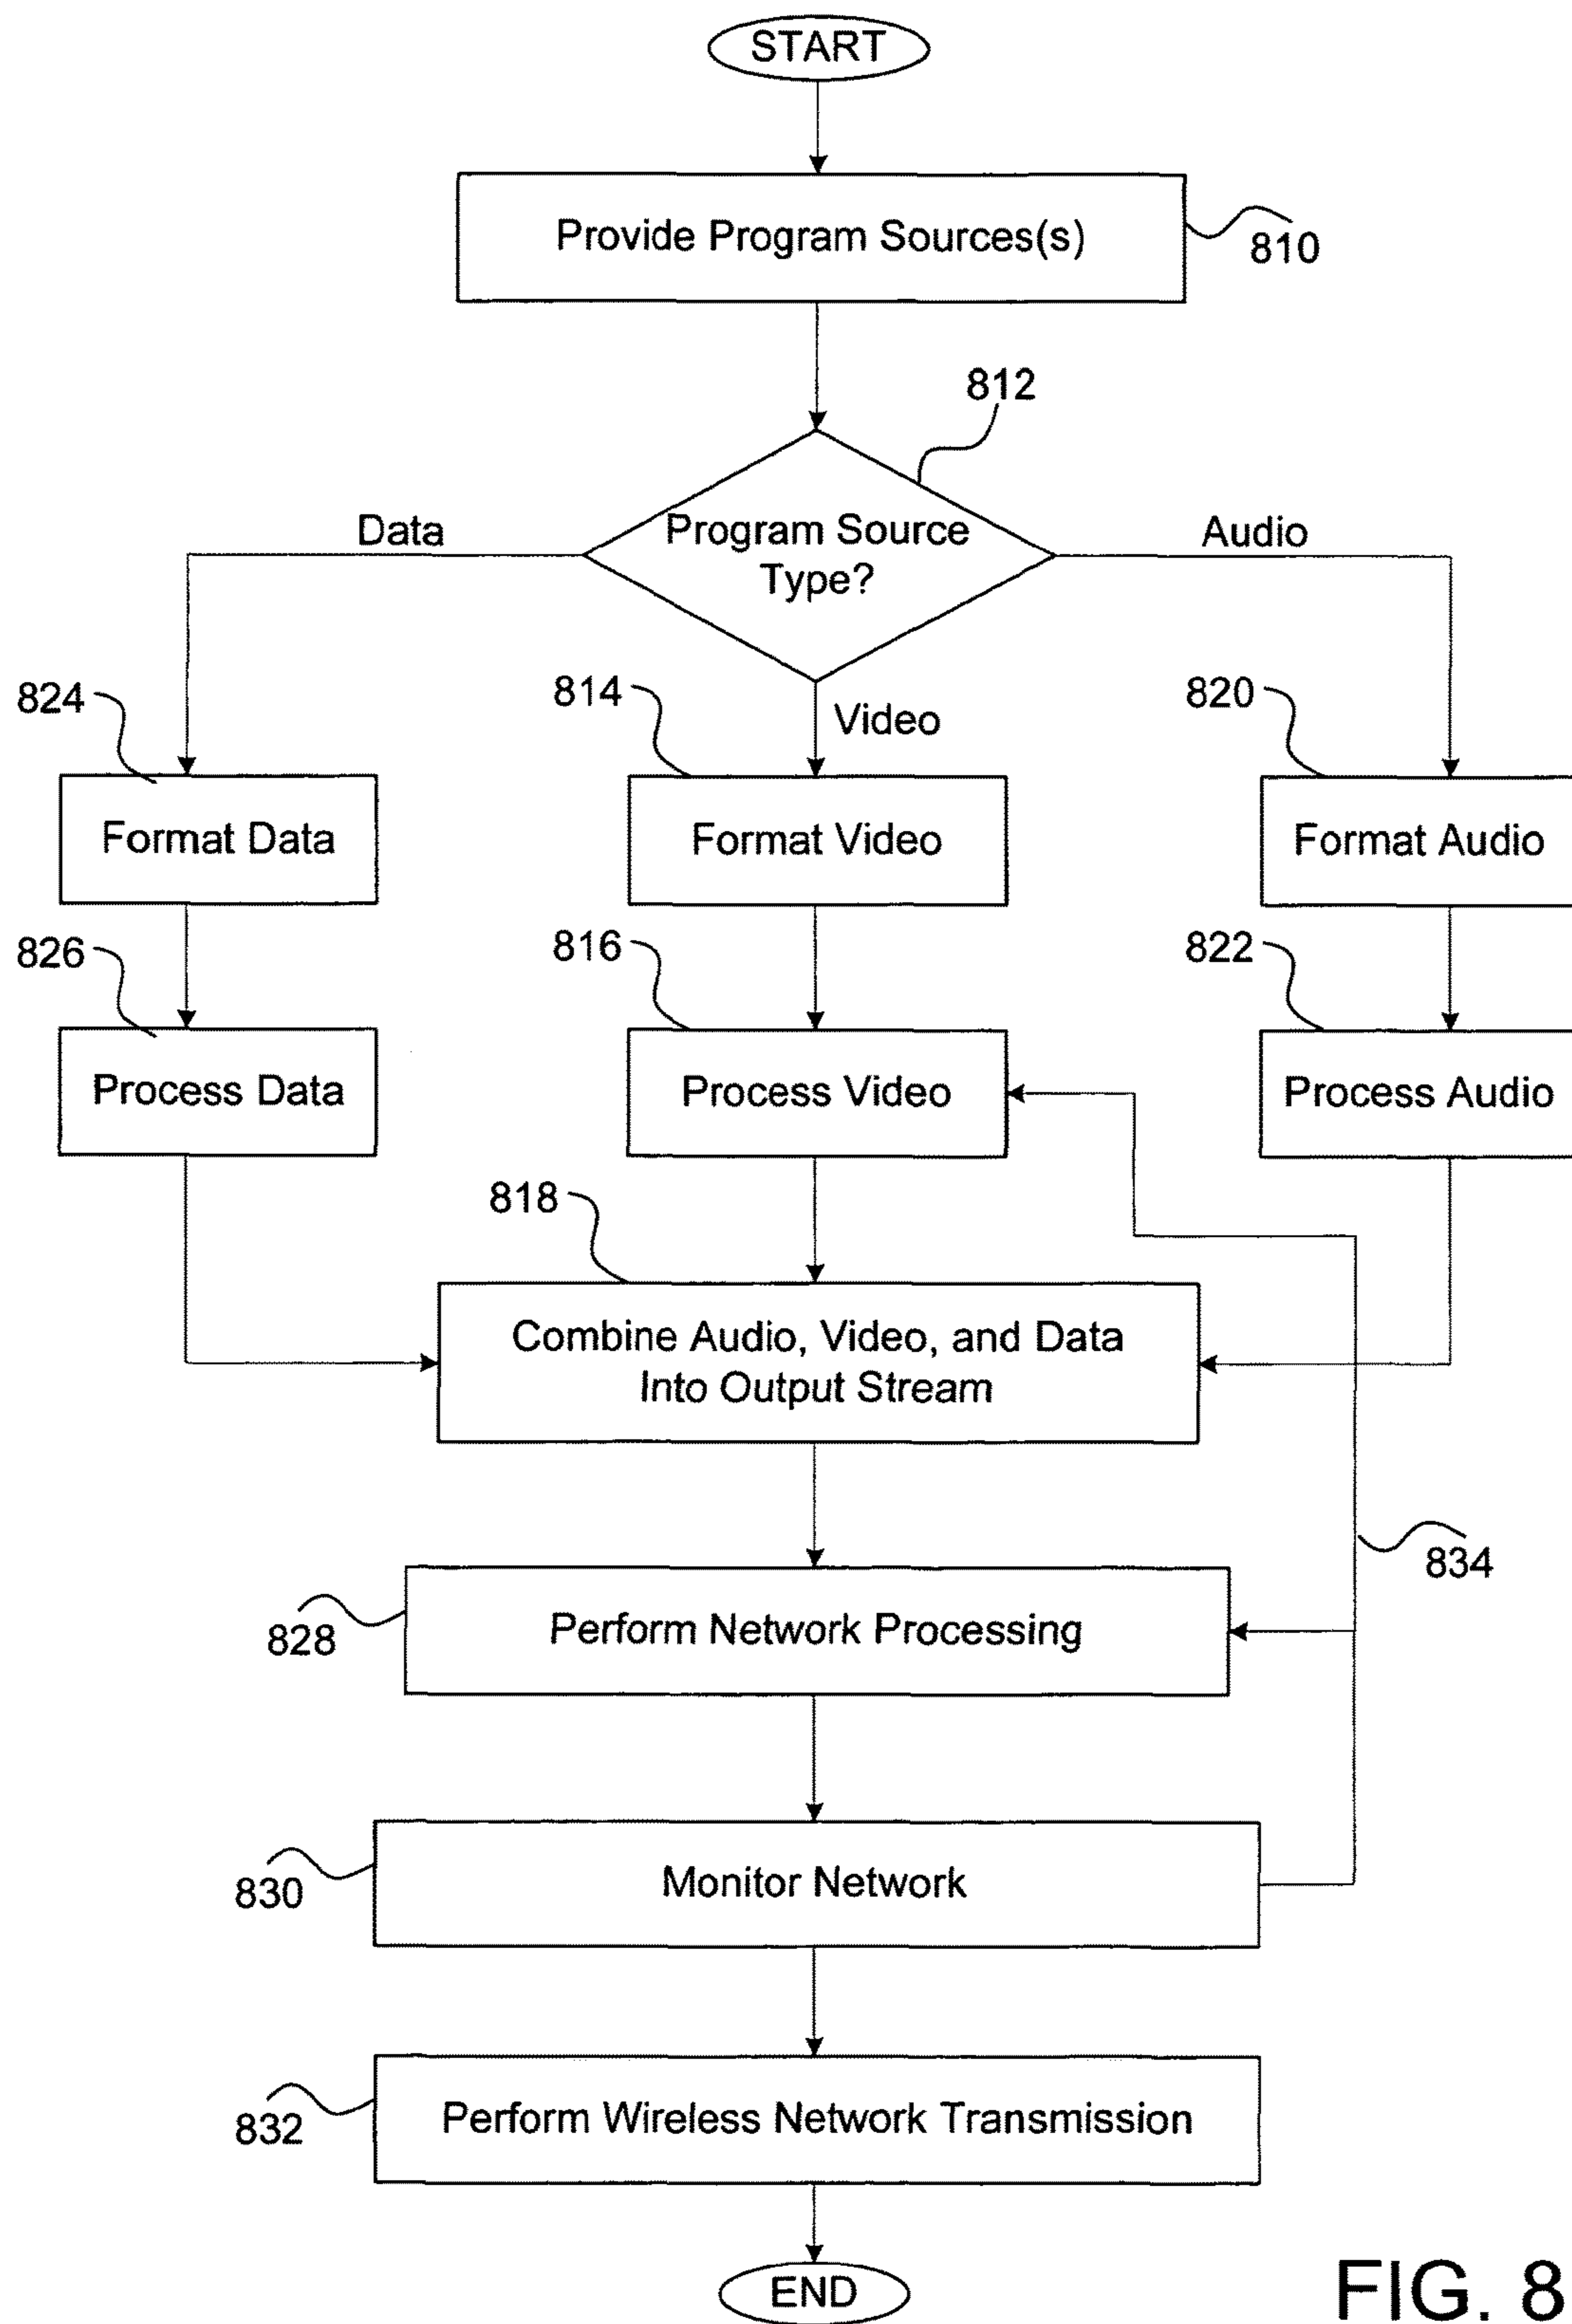 START
Provide Program Sources(s)
810
812
Program Source
Type?
Data
Audio
Video
824
814
820
Format Data
Format Video
Format Audio
826
816
822
Process Data
Process Video
Process Audio
818
Combine Audio, Video, and Data
Into Output Stream
834
828
Perform Network Processing
830
Monitor Network
832
Perform Wireless Network Transmission
END
FIG. 8